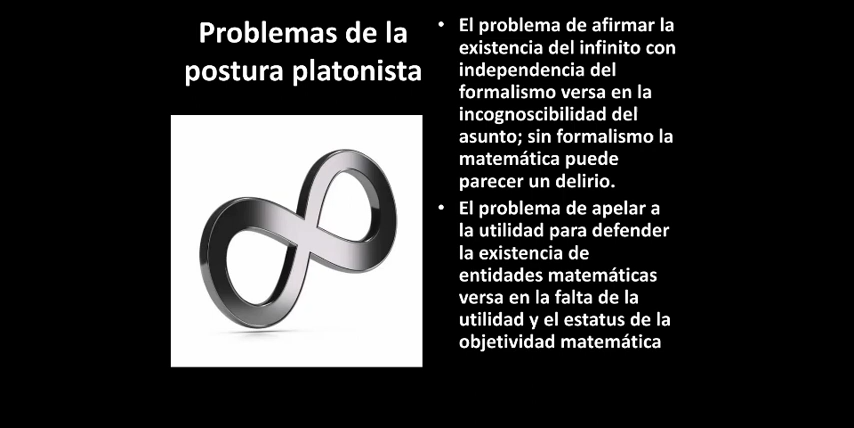 Problemas de la
postura platonista
• El problema de afirmar la
existencia del infinito con
independencia del
formalismo versa en la
incognoscibilidad del
asunto; sin formalismo la
matemática puede
parecer un delirio.
• El problema de apelar a
la utilidad para defender
la existencia de
entidades matemáticas
versa en la falta de la
utilidad y el estatus de la
objetividad matemática